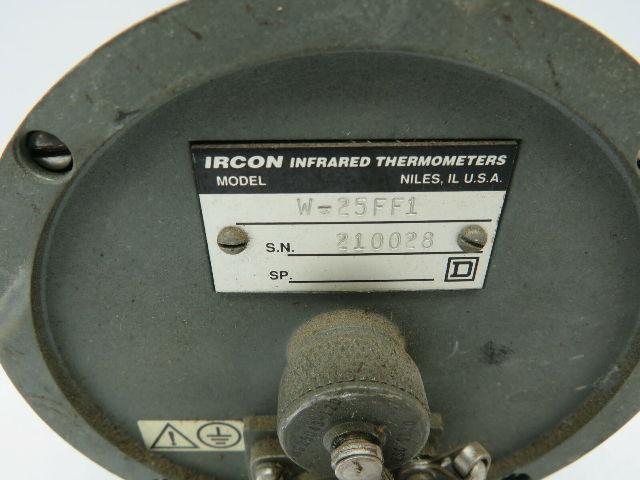 IRCON INFRARED THERMOMETERS
MODEL NILES, IL U.S.A.
W-25FF1
S.N. 210028
SP.
D